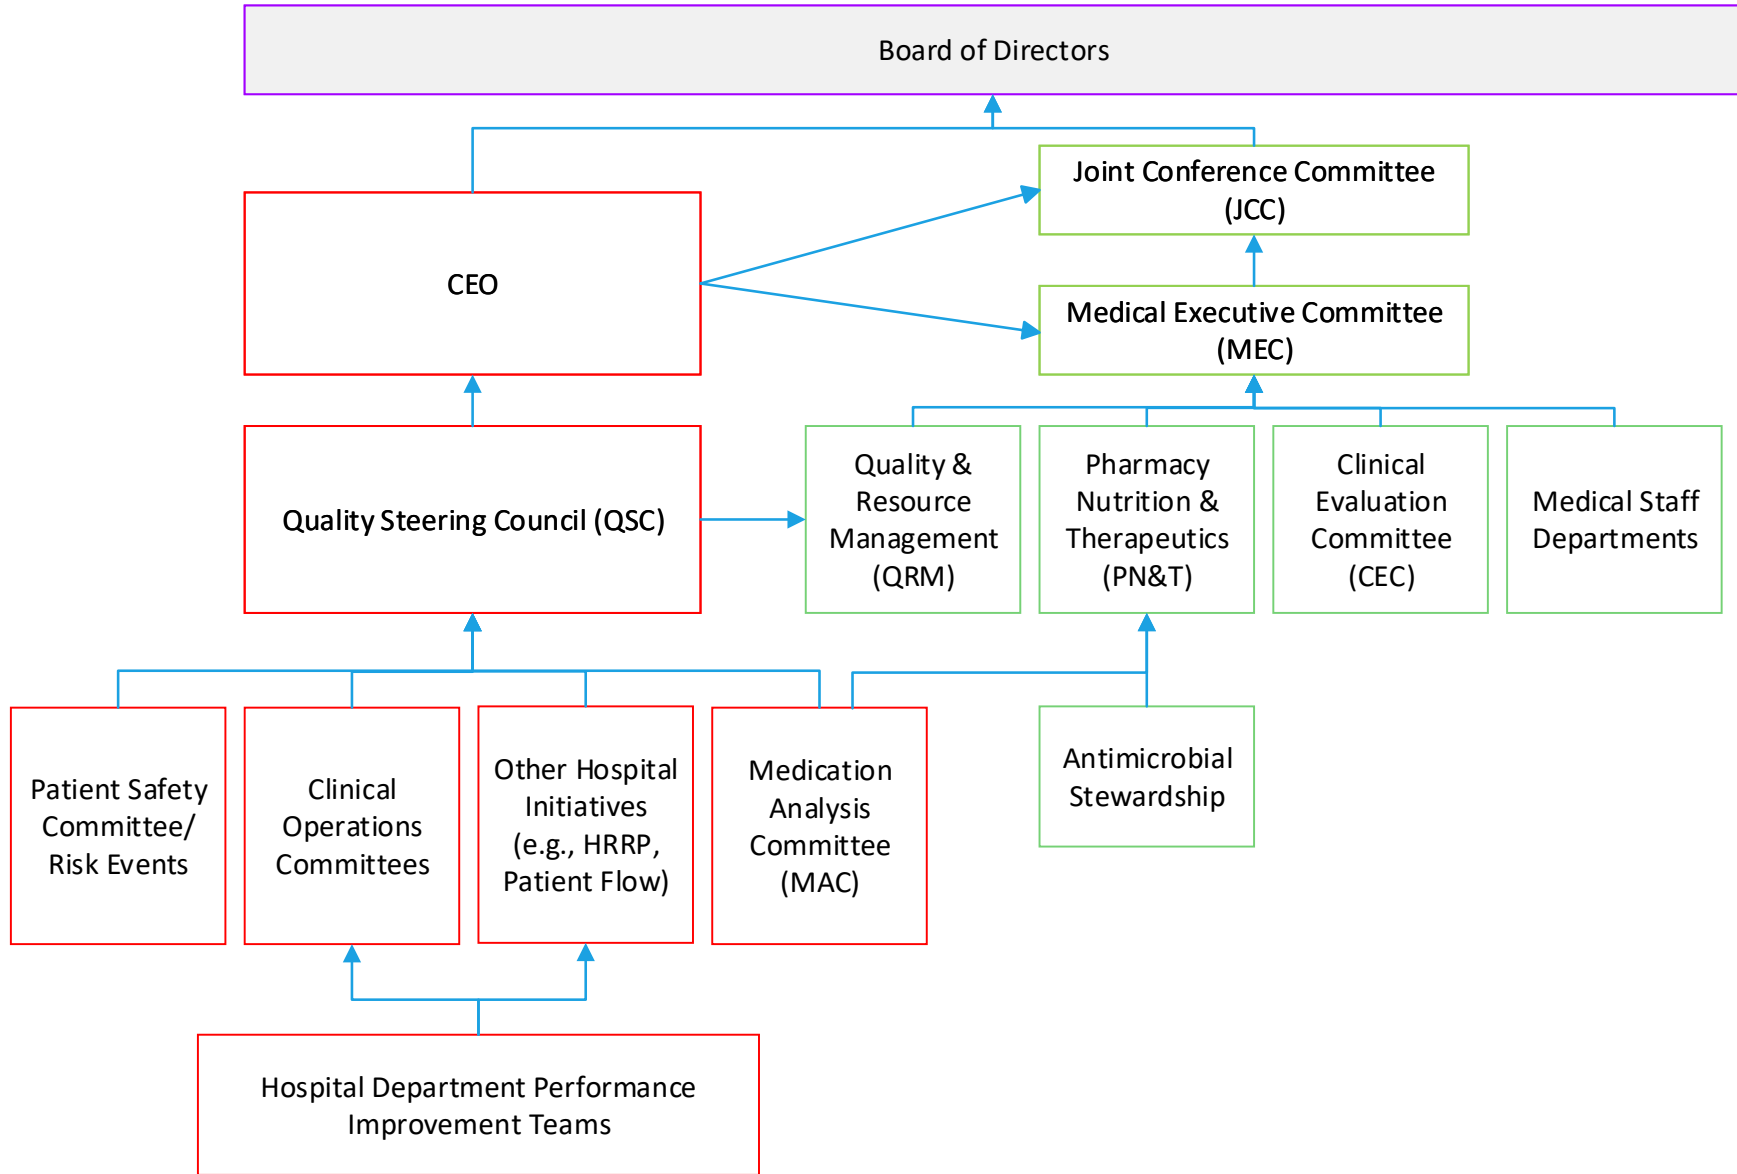 Board of Directors
Joint Conference Committee
(JCC)
CEO
Medical Executive Committee
(MEC)
Quality Steering Council (QSC)
Quality &
Resource
Management
(QRM)
Pharmacy
Nutrition &
Therapeutics
(PN&T)
Clinical
Evaluation
Committee
(CEC)
Medical Staff
Departments
Patient Safety
Committee/
Risk Events
Clinical
Operations
Committees
Other Hospital
Initiatives
(e.g., HRRP,
Patient Flow)
Medication
Analysis
Committee
(MAC)
Antimicrobial
Stewardship
Hospital Department Performance
Improvement Teams